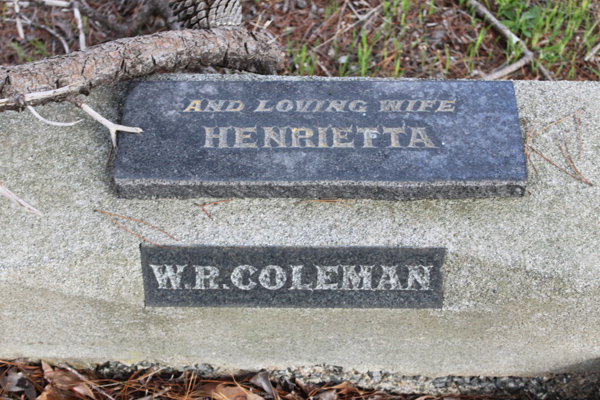 AND LOVING WIFE
HENRIETTA
W.R.COLEMAN